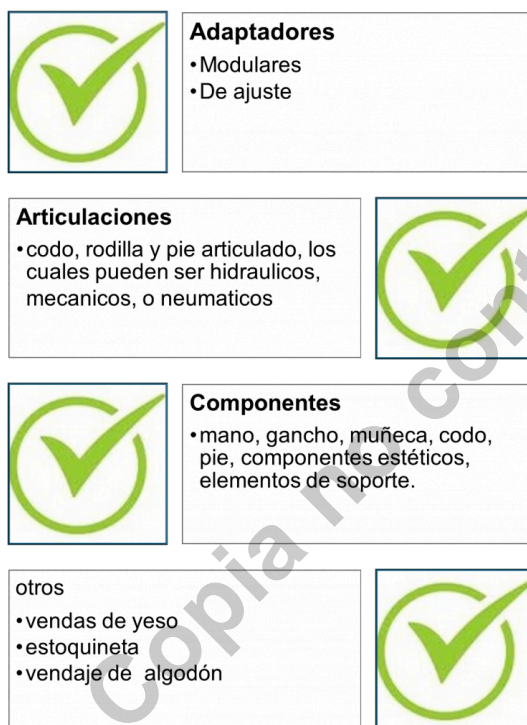 Adaptadores
•Modulares
•De ajuste
Articulaciones
•codo, rodilla y pie articulado, los
cuales pueden ser hidraulicos,
mecanicos, o neumaticos
Componentes
•mano, gancho, muñeca, codo,
pie, componentes estéticos,
elementos de soporte.
otros
•vendas de yeso
•estoquineta
•vendaje de algodón
Copia no cont